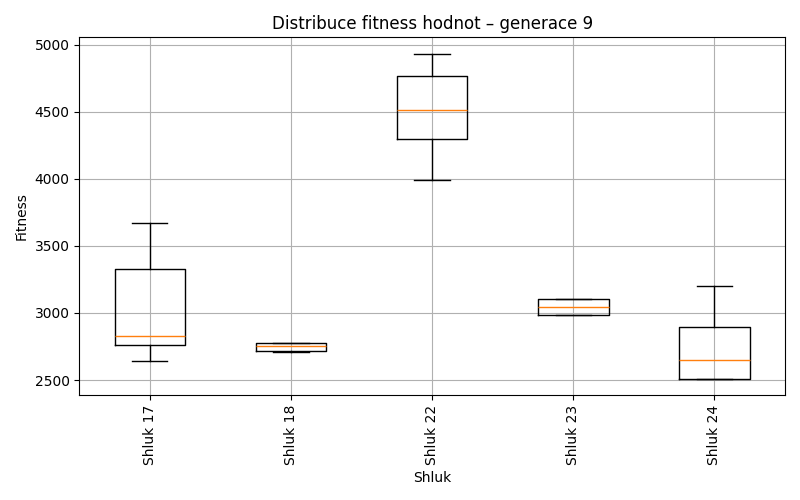 Distribuce fitness hodnot – generace 9
Fitness
5000
4500
4000
3500
3000
2500
Shluk 17
Shluk 18
Shluk 22
Shluk 23
Shluk 24
Shluk